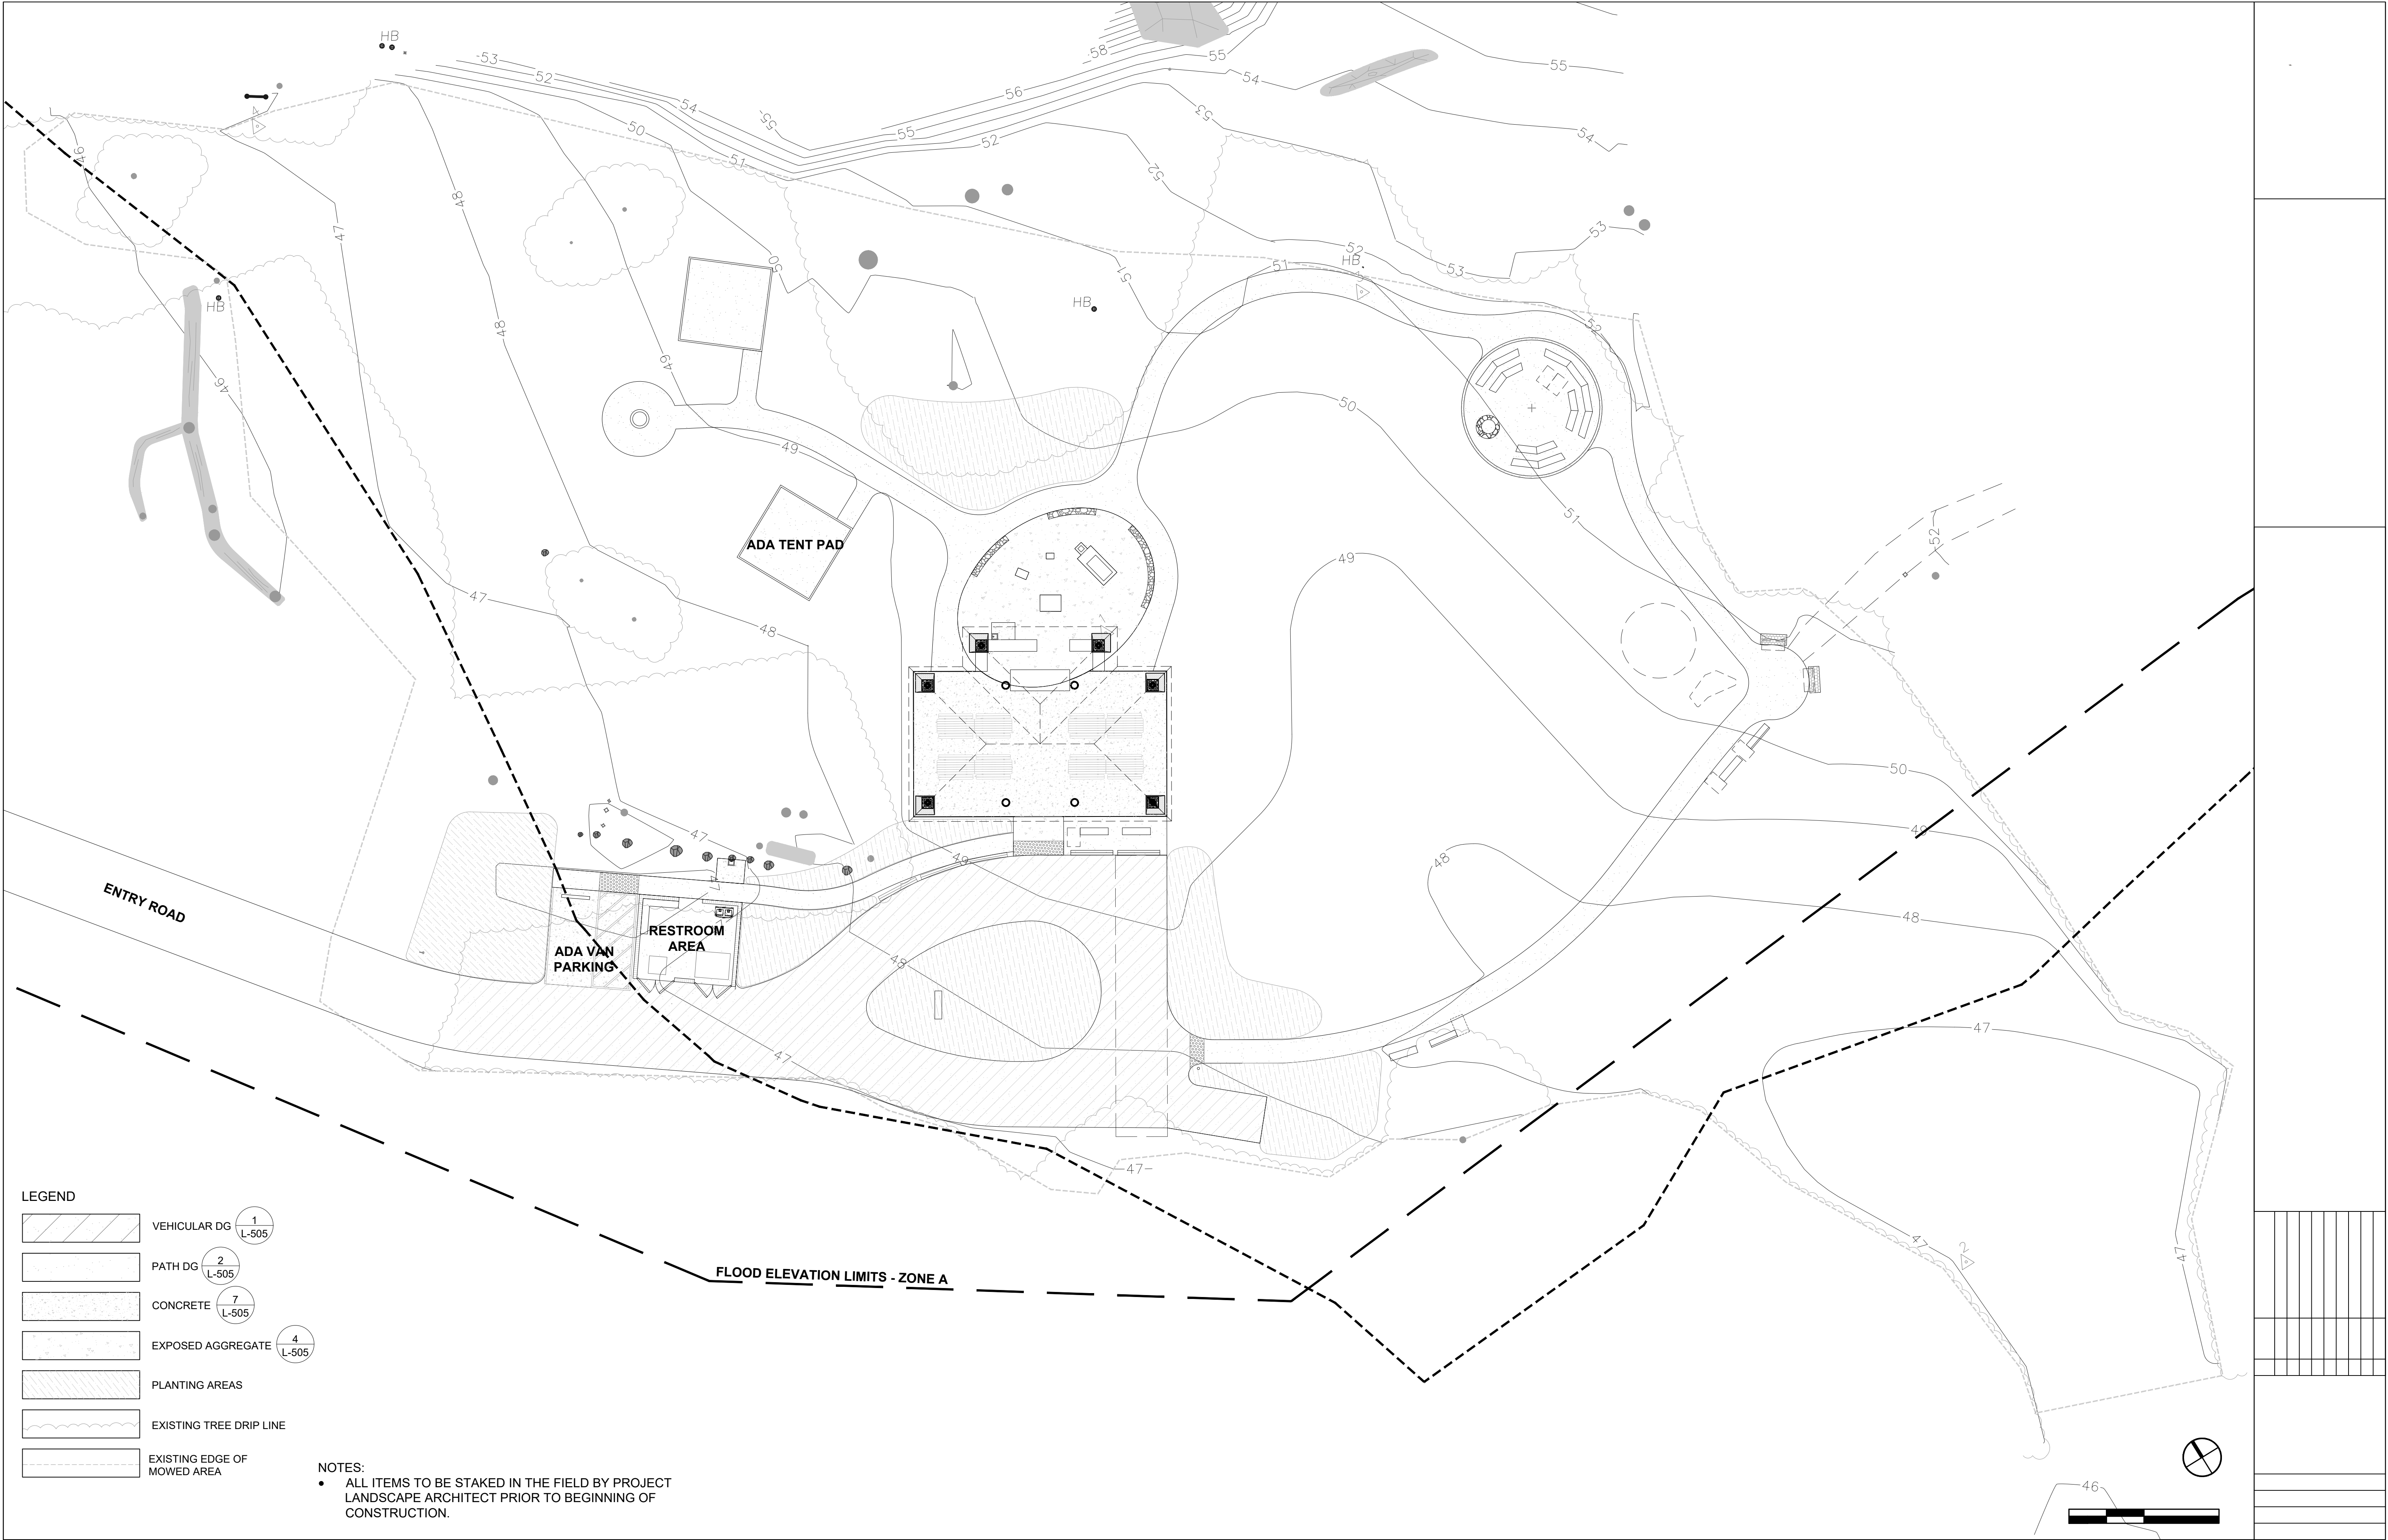 HB
53
52
58
55
54
55
56
54
53
55
50
55
52
54
51
52
46
47
48
53
52
50
51
HB
51
HB
53
HB
52
48
49
46
50
49
51
ADA TENT PAD
52
49
47
48
50
47
49
49
48
ENTRY ROAD
47
48
RESTROOM
AREA
ADA VAN
PARKING
48
47
47
47
LEGEND
VEHICULAR DG
1
L-505
PATH DG
2
L-505
FLOOD ELEVATION LIMITS - ZONE A
47
2
47
CONCRETE
7
L-505
EXPOSED AGGREGATE
4
L-505
PLANTING AREAS
EXISTING TREE DRIP LINE
EXISTING EDGE OF
MOWED AREA
NOTES:
● ALL ITEMS TO BE STAKED IN THE FIELD BY PROJECT
LANDSCAPE ARCHITECT PRIOR TO BEGINNING OF
CONSTRUCTION.
46